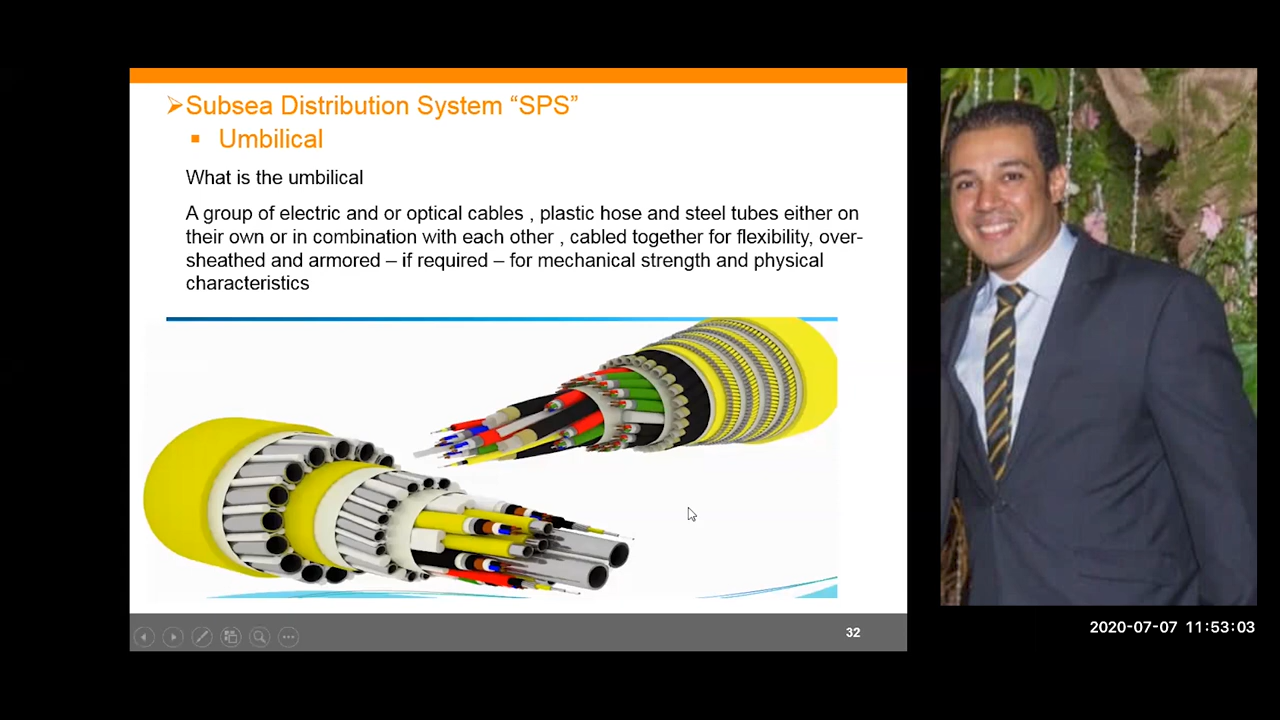 ➢Subsea Distribution System “SPS”
▪ Umbilical
What is the umbilical
A group of electric and or optical cables , plastic hose and steel tubes either on
their own or in combination with each other , cabled together for flexibility, over-
sheathed and armored – if required – for mechanical strength and physical
characteristics
32
2020-07-07 11:53:03